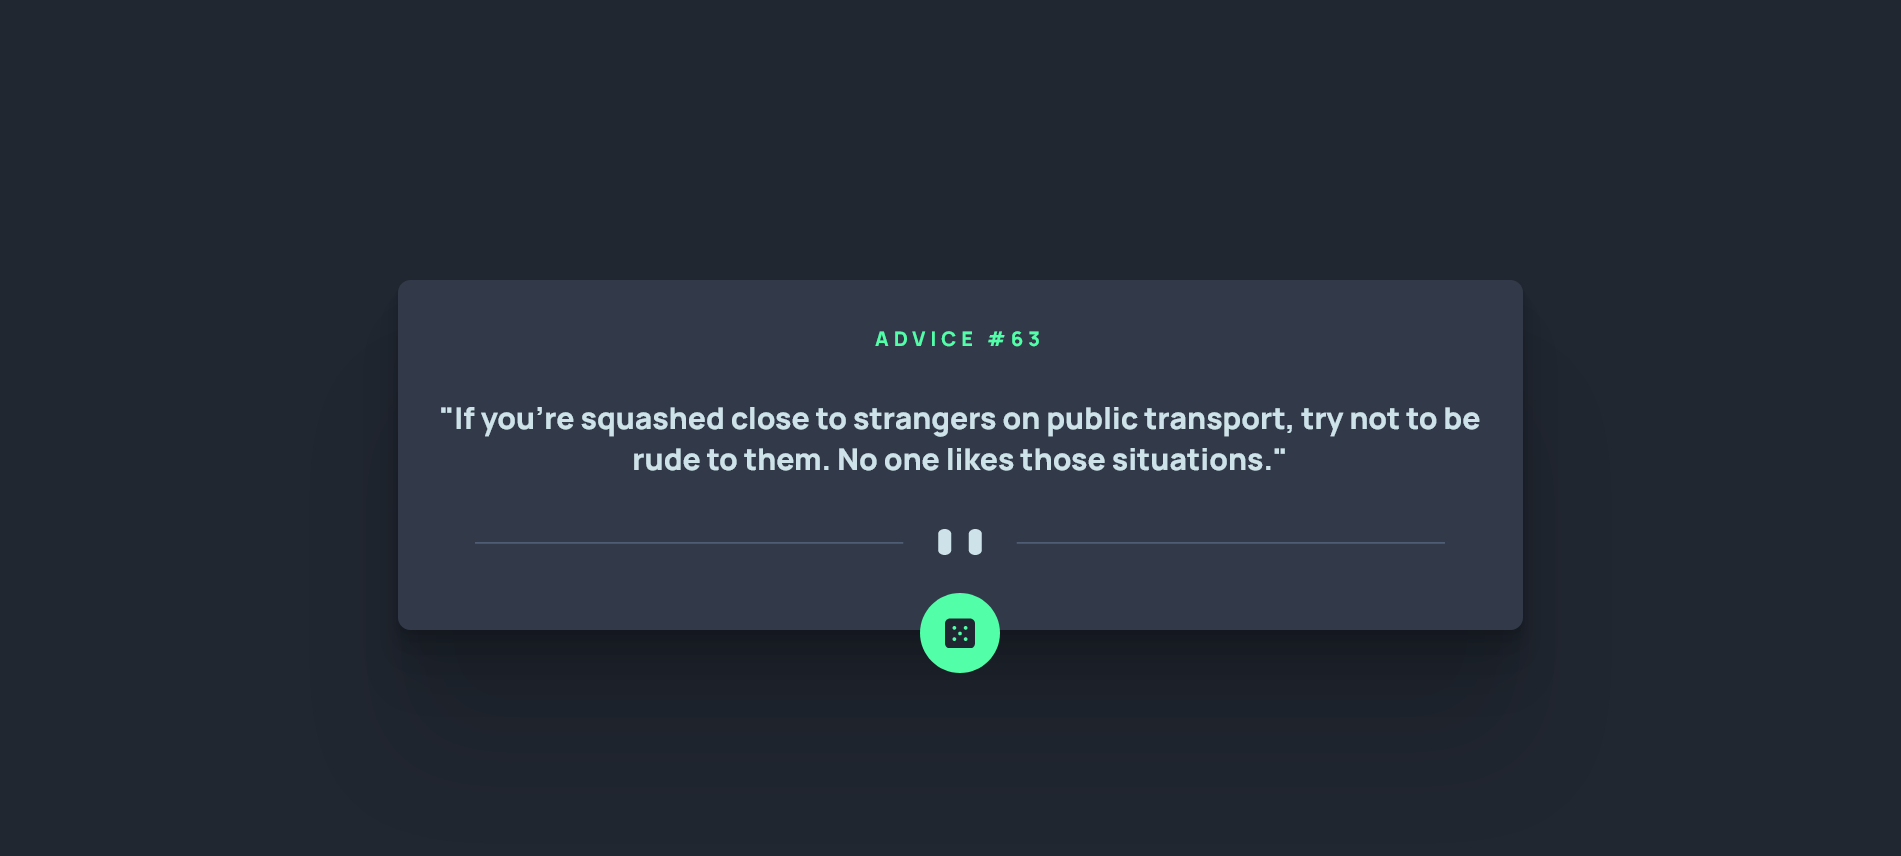 ADVICE #63
"If you’re squashed close to strangers on public transport, try not to be
rude to them. No one likes those situations."